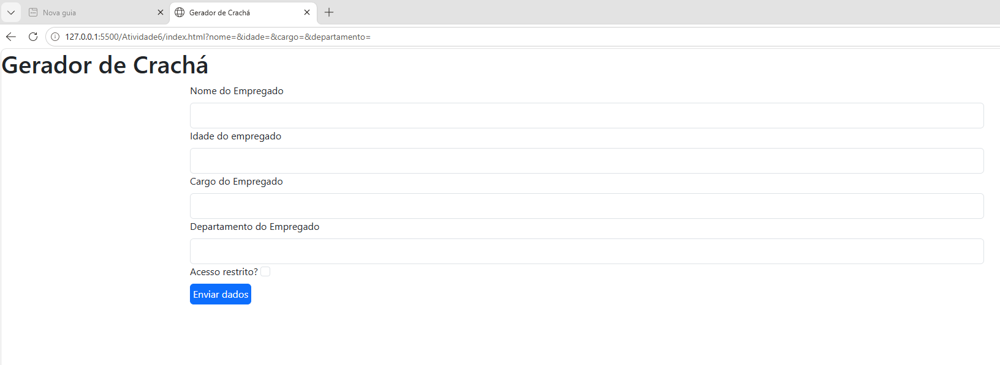 Nova guia
Gerador de Crachá
127.0.0.1:5500/Atividade6/index.html?nome=&idade=&cargo=&departamento=
Gerador de Crachá
Nome do Empregado
Idade do empregado
Cargo do Empregado
Departamento do Empregado
Acesso restrito?
Enviar dados